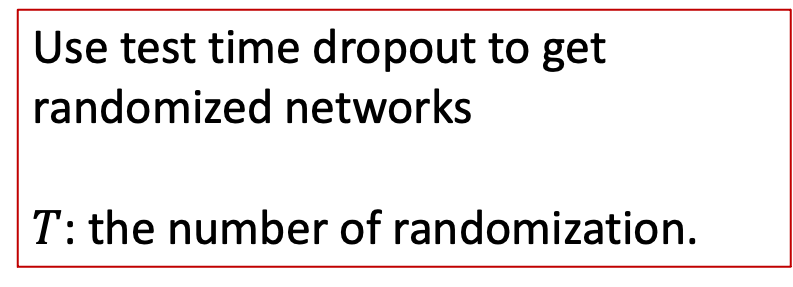 Use test time dropout to get
randomized networks
T: the number of randomization.